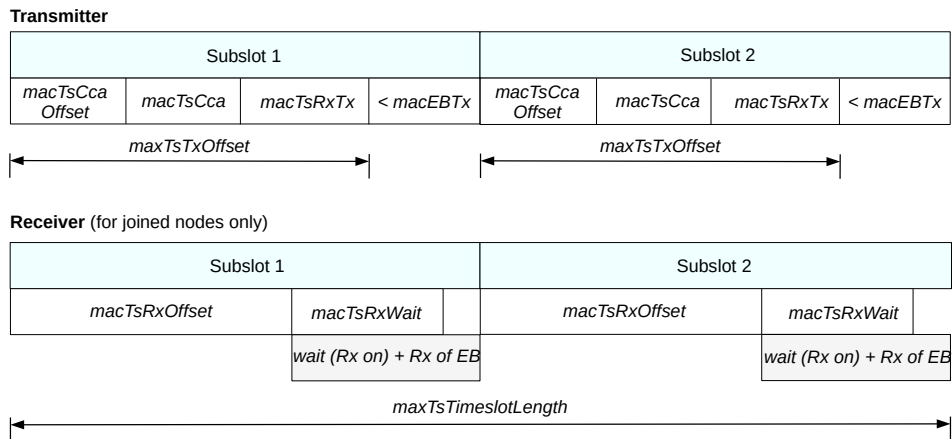 Transmitter
Subslot 1 Subslot 2
macTsCca Offset macTsCca macTsRxTx < macEBTx macTsCca Offset macTsCca macTsRxTx < macEBTx
maxTsTxOffset maxTsTxOffset
Receiver (for joined nodes only)
Subslot 1 Subslot 2
macTsRxOffset macTsRxWait macTsRxOffset macTsRxWait
wait (Rx on) + Rx of EB wait (Rx on) + Rx of EB
maxTsTimeslotLength